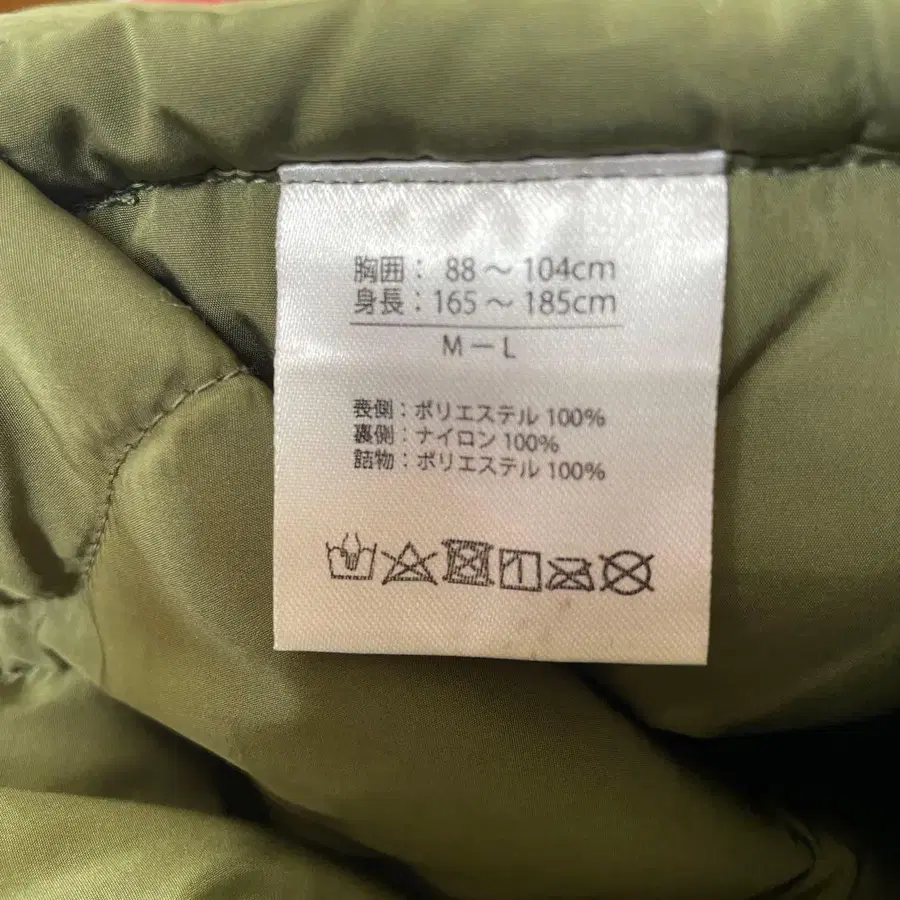 胸囲： 88～104cm
身長：165～185cm
M－L
喪側：ポリエステル 100%
裏側：ナイロン 100%
詰物：ポリエステル 100%